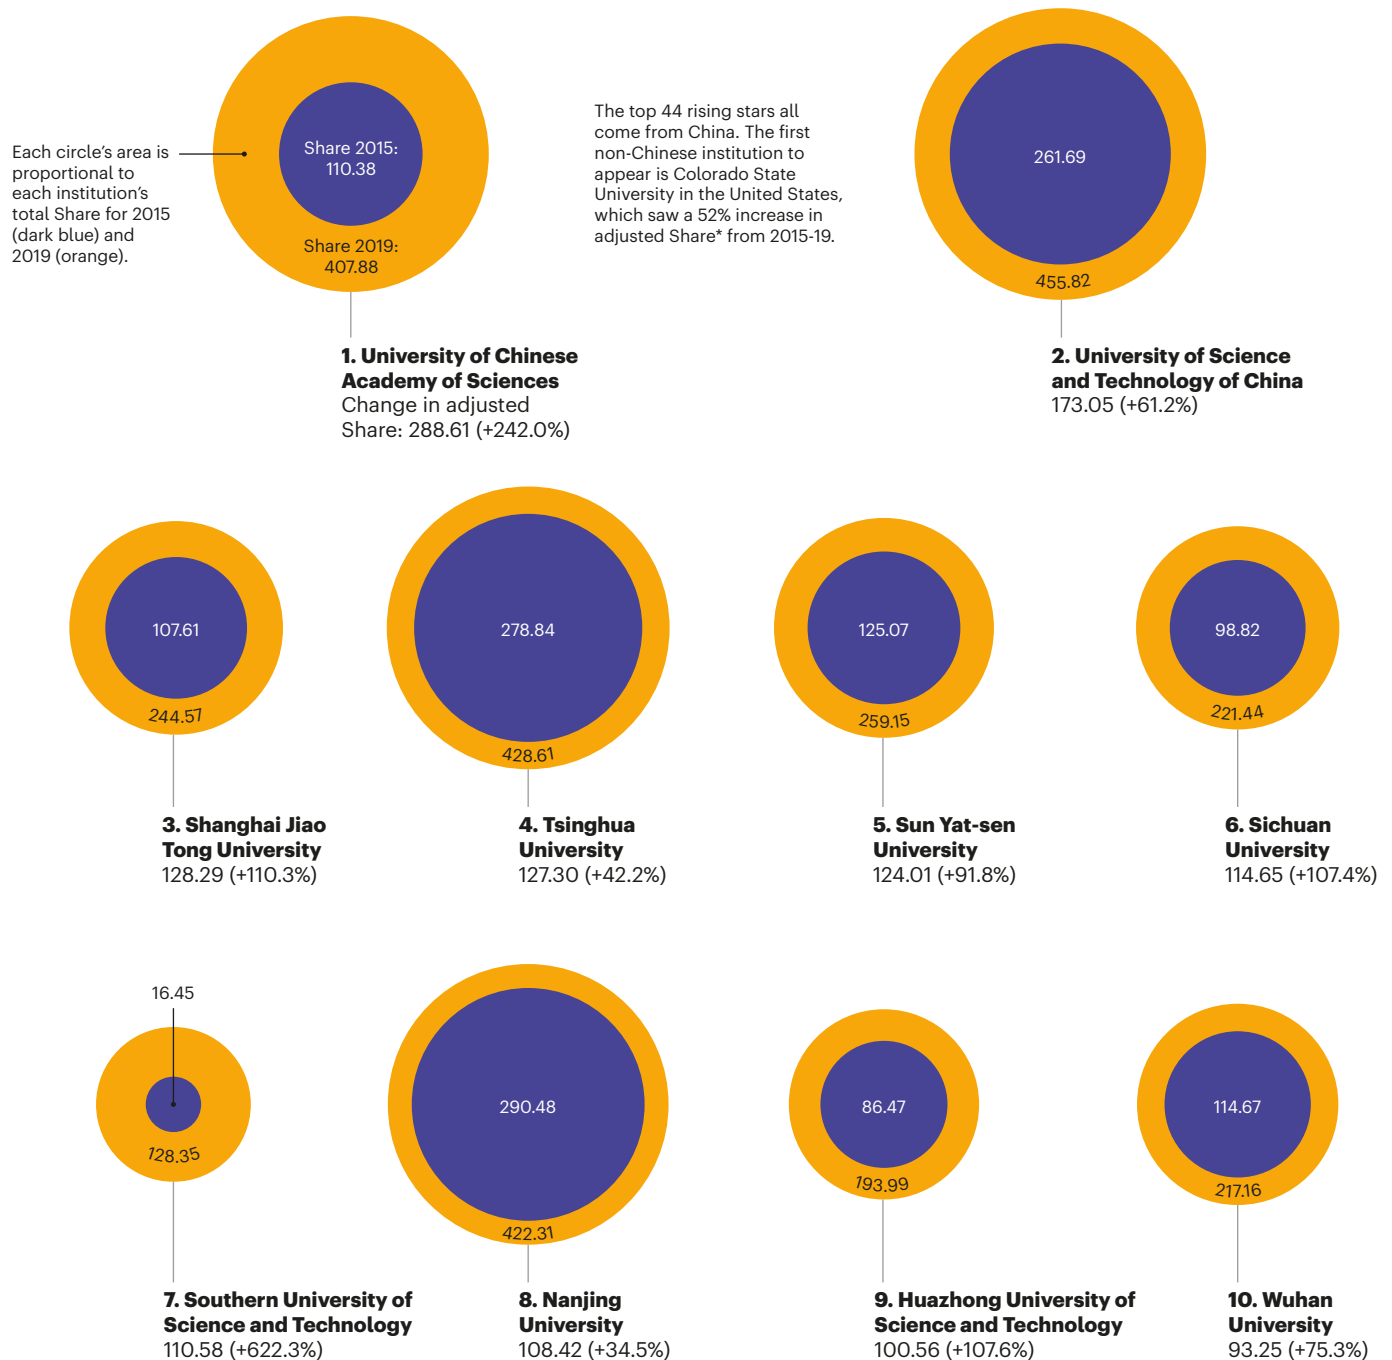 Each circle's area is
proportional to
each institution's
total Share for 2015
(dark blue) and
2019 (orange).
Share 2015:
110.38
Share 2019:
407.88
1. University of Chinese
Academy of Sciences
Change in adjusted
Share: 288.61 (+242.0%)
The top 44 rising stars all
come from China. The first
non-Chinese institution to
appear is Colorado State
University in the United States,
which saw a 52% increase in
adjusted Share* from 2015-19.
261.69
455.82
2. University of Science
and Technology of China
173.05 (+61.2%)
107.61
244.57
3. Shanghai Jiao
Tong University
128.29 (+110.3%)
278.84
428.61
4. Tsinghua
University
127.30 (+42.2%)
125.07
259.15
5. Sun Yat-sen
University
124.01 (+91.8%)
98.82
221.44
6. Sichuan
University
114.65 (+107.4%)
16.45
128.35
7. Southern University of
Science and Technology
110.58 (+622.3%)
290.48
422.31
8. Nanjing
University
108.42 (+34.5%)
86.47
193.99
9. Huazhong University of
Science and Technology
100.56 (+107.6%)
114.67
217.16
10. Wuhan
University
93.25 (+75.3%)